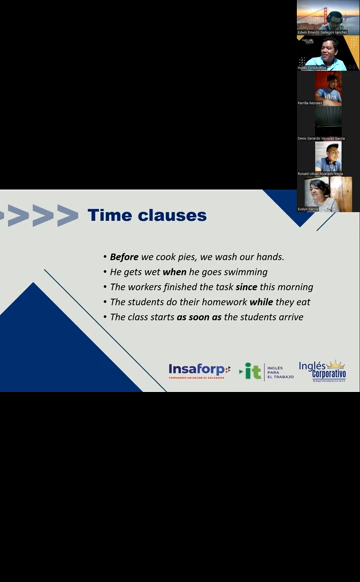 Time clauses
• Before we cook pies, we wash our hands.
• He gets wet when he goes swimming
• The workers finished the task since this morning
• The students do their homework while they eat
• The class starts as soon as the students arrive
Insaforp
it
INGLÉS
PARA
EL TRABAJO
Inglés
Corporativo